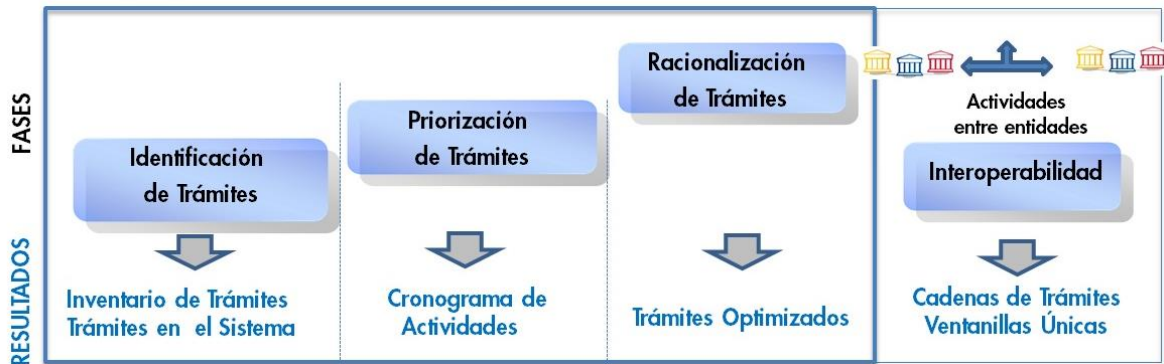 FASES
Identificación
de Trámites
Priorización
de Trámites
Racionalización
de Trámites
Actividades
entre entidades
Interoperabilidad
RESULTADOS
Inventario de Trámites
Trámites en el Sistema
Cronograma de
Actividades
Trámites Optimizados
Cadenas de Trámites
Ventanillas Únicas